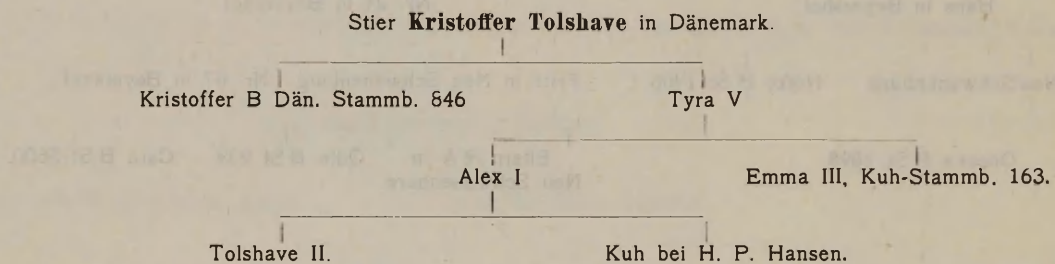 Stier Kristoffer Tolshave in Dänemark.
Kristoffer B Dän. Stammb. 846 Tyra V
Alex I Emma III, Kuh-Stammb. 163.
Tolshave II. Kuh bei H. P. Hansen.